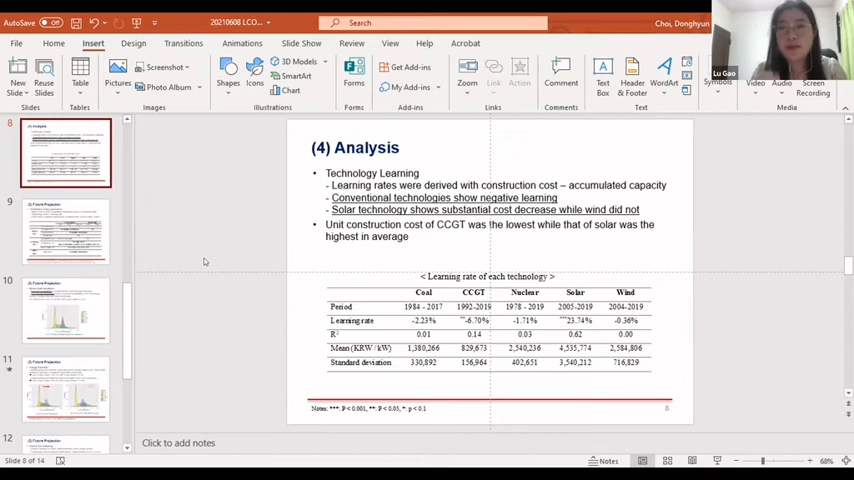 AutoSave Off 20210608 LCO... Search Choi, Donghyun
File Home Insert Design Transitions Animations Slide Show Review View Help Acrobat
New Slide Reuse Slides Table Pictures Screenshot Photo Album Shapes Icons 3D Models SmartArt Chart Forms Get Add-ins My Add-ins Zoom Link Action Comment Text Box Header & Footer WordArt Symbols Video Audio Screen Recording
Slides Tables Images Illustrations Forms Add-ins Links Comments Text Media
Lu Gao
8
9
10
11
12
(4) Analysis
• Technology Learning
- Learning rates were derived with construction cost – accumulated capacity
- Conventional technologies show negative learning
- Solar technology shows substantial cost decrease while wind did not
• Unit construction cost of CCGT was the lowest while that of solar was the
highest in average
< Learning rate of each technology >
Coal CCGT Nuclear Solar Wind
Period 1984 - 2017 1992-2019 1978 - 2019 2005-2019 2004-2019
Learning rate -2.23% **-6.70% -1.71% ***23.74% -0.36%
R² 0.01 0.14 0.03 0.62 0.00
Mean (KRW / kW) 1,380,266 829,673 2,540,236 4,535,774 2,584,806
Standard deviation 330,892 156,964 402,651 3,540,212 716,829
Notes: ***: P < 0.001, **: P < 0.05, *: p < 0.1
8
Click to add notes
Slide 8 of 14 Notes 68%